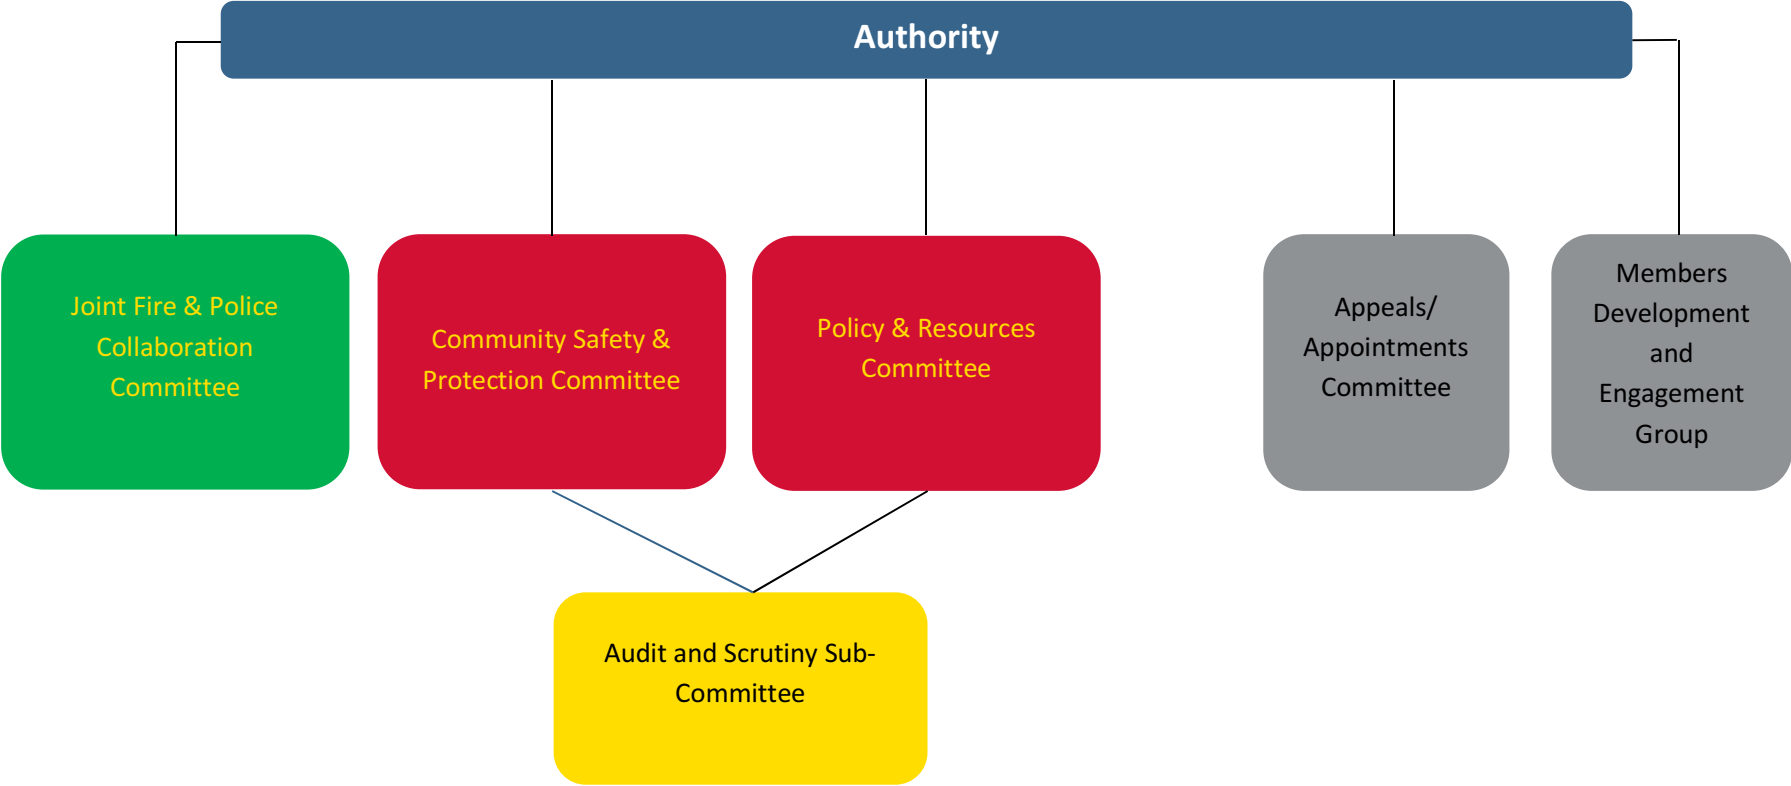 Authority
Joint Fire & Police
Collaboration
Committee
Community Safety &
Protection Committee
Policy & Resources
Committee
Appeals/
Appointments
Committee
Members
Development
and
Engagement
Group
Audit and Scrutiny Sub-
Committee